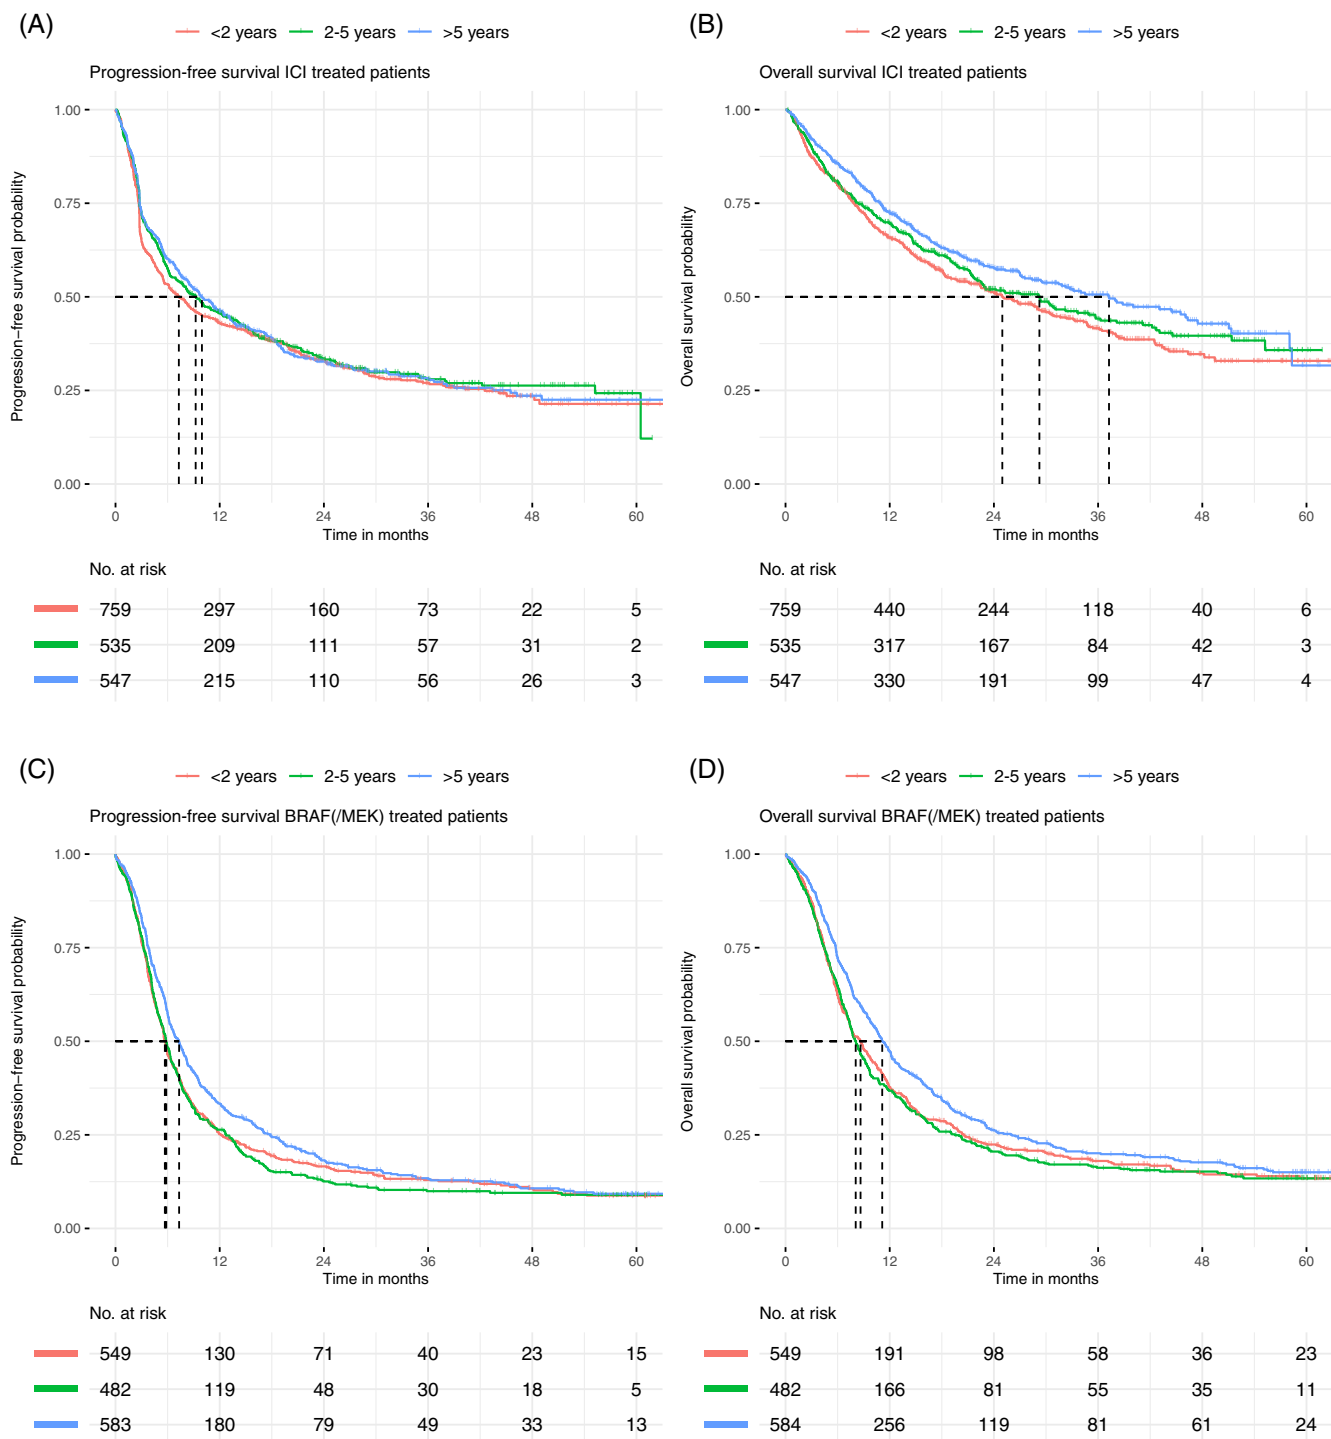 (A)
<2 years 2-5 years >5 years
Progression-free survival ICI treated patients
Progression−free survival probability
1.00
0.75
0.50
0.25
0.00
0 12 24 36 48 60
Time in months
No. at risk
759 297 160 73 22 5
535 209 111 57 31 2
547 215 110 56 26 3
(B)
<2 years 2-5 years >5 years
Overall survival ICI treated patients
Overall survival probability
1.00
0.75
0.50
0.25
0.00
0 12 24 36 48 60
Time in months
No. at risk
759 440 244 118 40 6
535 317 167 84 42 3
547 330 191 99 47 4
(C)
<2 years 2-5 years >5 years
Progression-free survival BRAF(/MEK) treated patients
Progression−free survival probability
1.00
0.75
0.50
0.25
0.00
0 12 24 36 48 60
Time in months
No. at risk
549 130 71 40 23 15
482 119 48 30 18 5
583 180 79 49 33 13
(D)
<2 years 2-5 years >5 years
Overall survival BRAF(/MEK) treated patients
Overall survival probability
1.00
0.75
0.50
0.25
0.00
0 12 24 36 48 60
Time in months
No. at risk
549 191 98 58 36 23
482 166 81 55 35 11
584 256 119 81 61 24